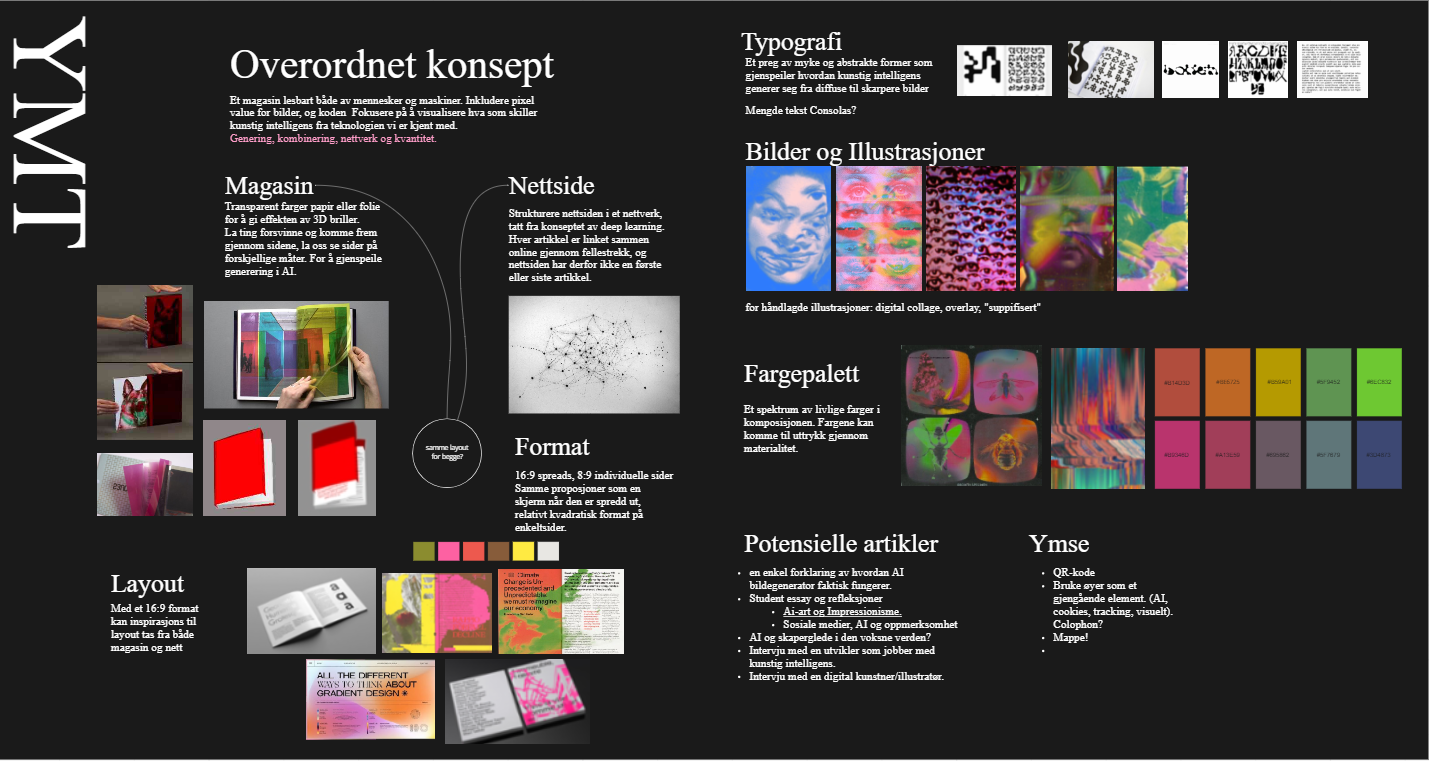 YMT
Overordnet konsept
Et magasin lesbart både av mennesker og maskiner. Inkludere pixel
value for bilder, og koden  Fokusere på å visualisere hva som skiller
kunstig intelligens fra teknologien vi er kjent med.
Genering, kombinering, nettverk og kvantitet.
Magasin
Transparent farger papir eller folie
for å gi effekten av 3D briller.
La ting forsvinne og komme frem
gjennom sidene, la oss se sider på
forskjellige måter. For å gjenspeile
generering i AI.
Nettside
Strukturere nettsiden i et nettverk,
tatt fra konseptet av deep learning.
Hver artikkel er linket sammen
online gjennom fellestrekk, og
nettsiden har derfor ikke en første
eller siste artikkel.
samme layout
for begge?
Format
16:9 spreads, 8:9 individuelle sider
Samme proposjoner som en
skjerm når den er spredd ut,
relativt kvadratisk format på
enkeltsider.
Layout
Med et 16:9 format
kan inspirasjons til
layout tas fra både
magasin og nett
Climate
Change is Un-
precedented and
Unpredictable
we must reimagine
our economy
ALL THE DIFFERENT
WAYS TO THINK ABOUT
GRADIENT DESIGN
Typografi
Et preg av myke og abstrakte former som
gjenspeiler hvordan kunstig intelligens
generer seg fra diffuse til skarpere bilder
Mengde tekst Consolas?
Bilder og Illustrasjoner
for håndlagde illustrasjoner: digital collage, overlay, "suppifisert"
Fargepalett
Et spektrum av livlige farger i
komposisjonen. Fargene kan
komme til uttrykk gjennom
materialitet.
Potensielle artikler
• en enkel forklaring av hvordan AI
bildegenerator faktisk fungerer.
• Student essay og refleksjoner
• Ai-art og Impressionisme.
• Sosiale medier, AI og oppmerksomhet
• AI og skaperglede i den voksne verden?
• Intervju med en utvikler som jobber med
kunstig intelligens.
• Intervju med en digital kunstner/illustratør.
Ymse
• QR-kode
• Bruke øyer som et
gjengående element. (AI,
cookies, tracking, visuelt).
Colophon?
• Mappe!
•